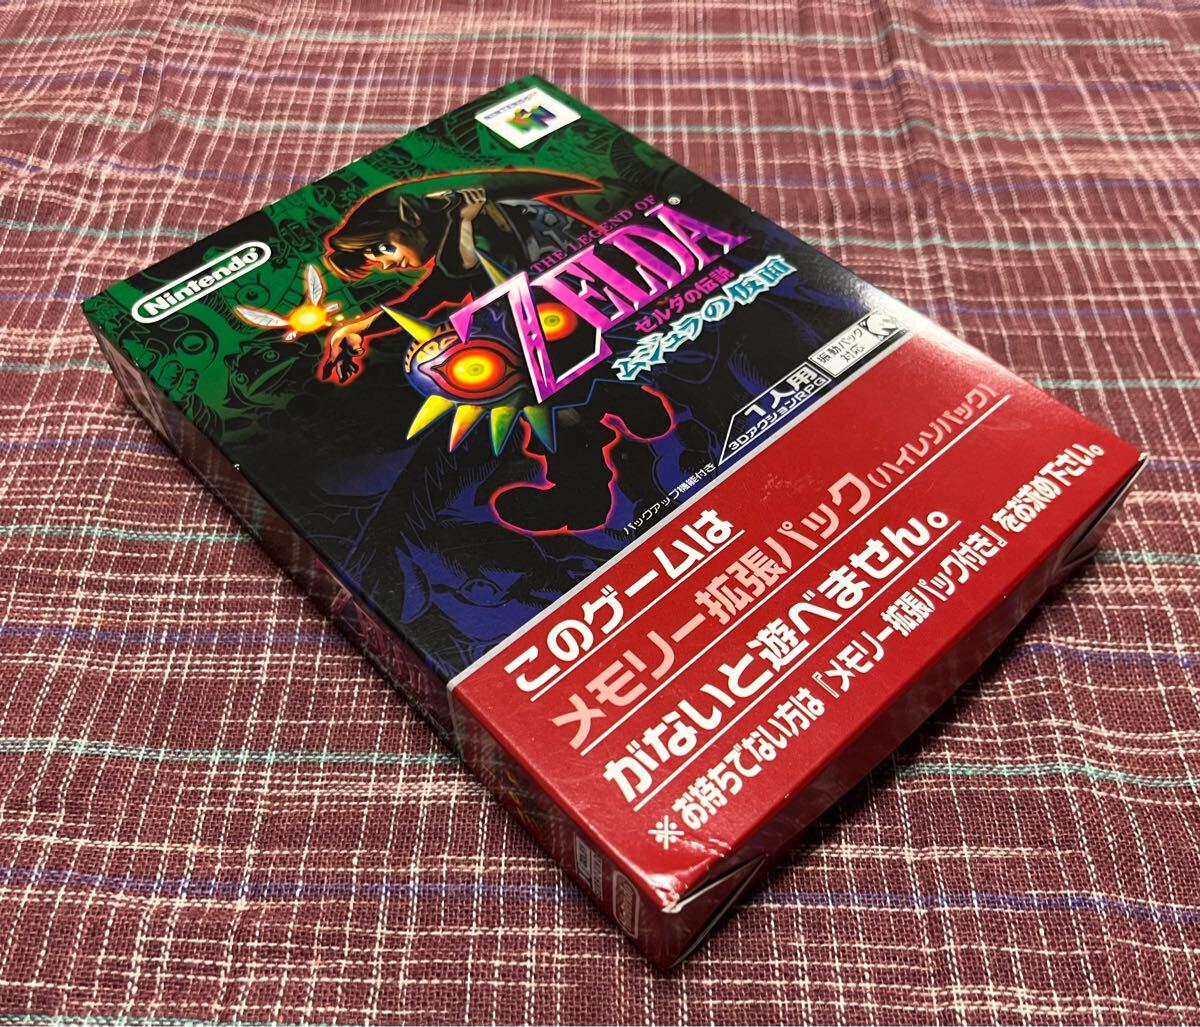 NINTENDO 64
Nintendo
THE LEGEND OF
ZELDA®
ゼルダの伝説
ムジュラの仮面
振動パック
対応
1人用
3DアクションRPG
バックアップ機能付き
このゲームは
メモリー拡張パック(ハイレゾパック)
がないと遊べません。
※お持ちでない方は『メモリー拡張パック付き』をお求め下さい。
Nintendo